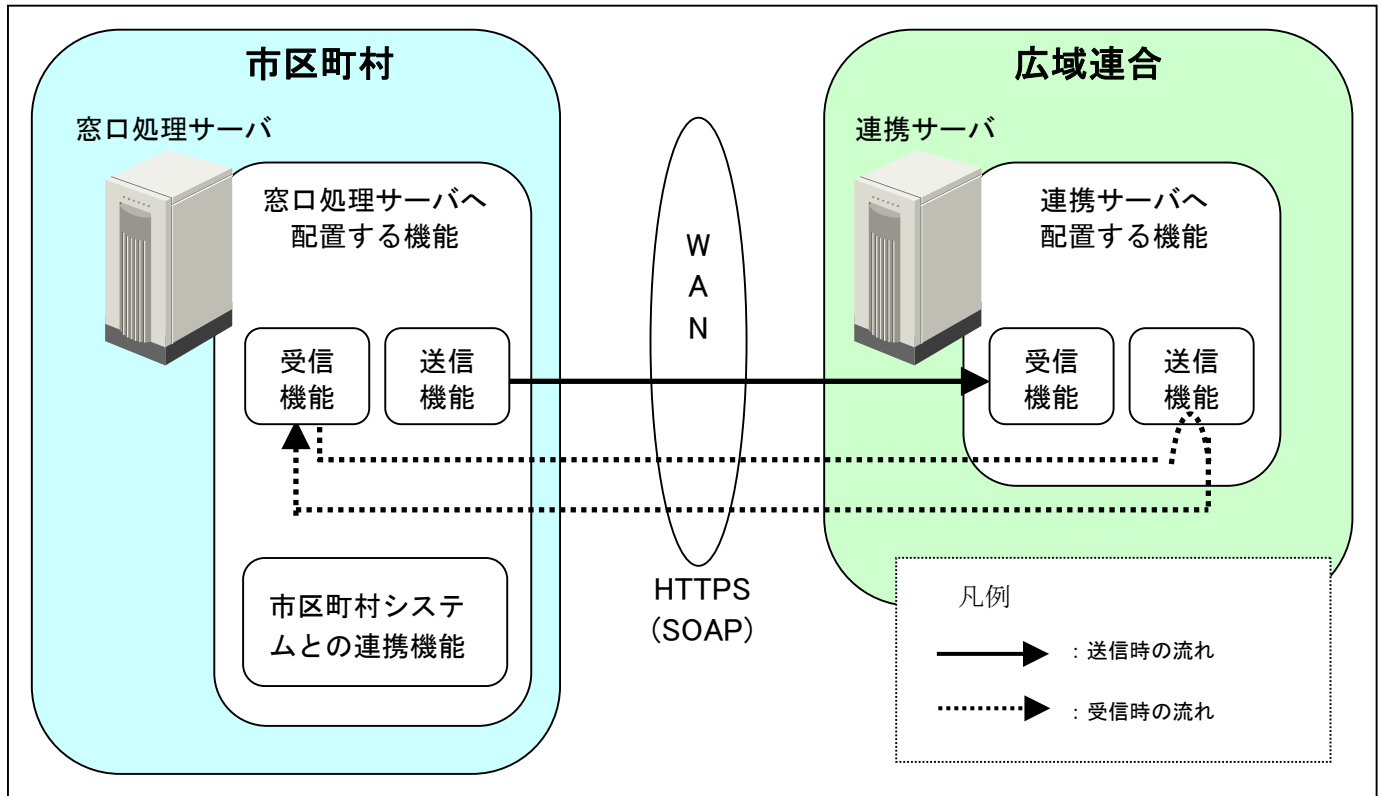 市区町村
窓口処理サーバ
窓口処理サーバへ
配置する機能
受信
機能
送信
機能
市区町村システ
ムとの連携機能
W
A
N
HTTPS
(SOAP)
広域連合
連携サーバ
連携サーバへ
配置する機能
受信
機能
送信
機能
凡例
：送信時の流れ
：受信時の流れ